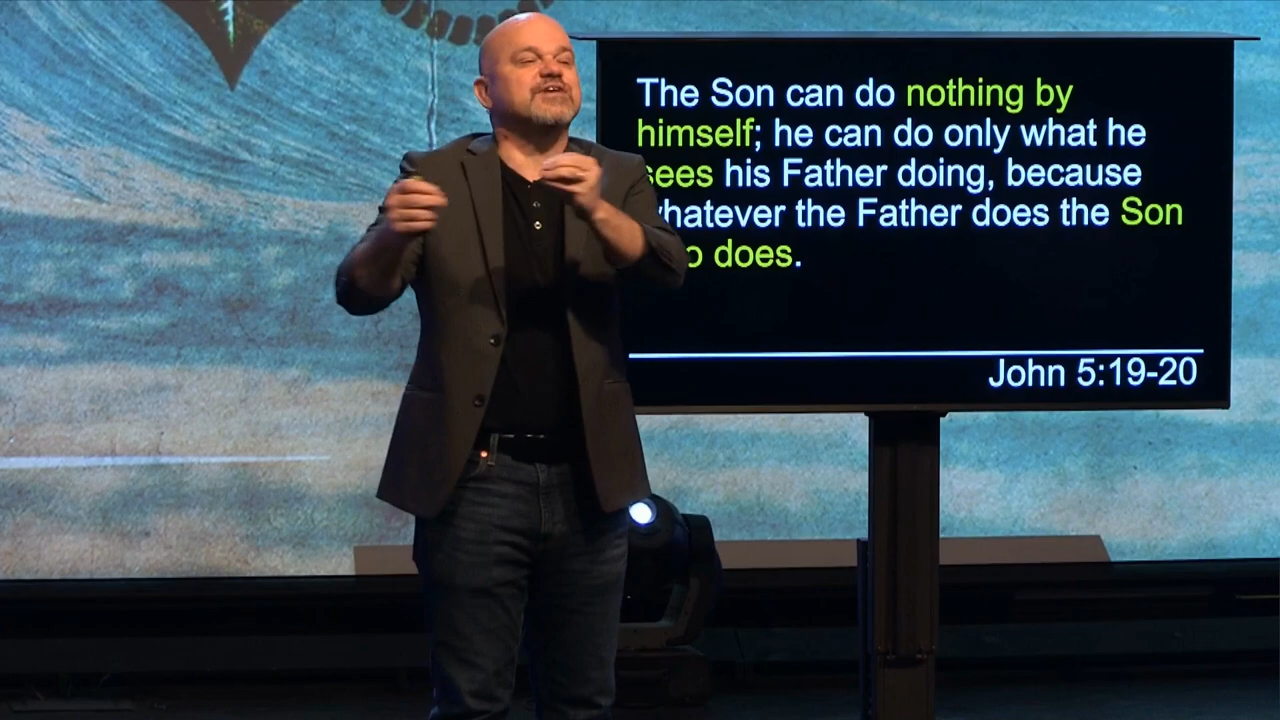 The Son can do nothing by
himself; he can do only what he
sees his Father doing, because
whatever the Father does the Son
does.
John 5:19-20